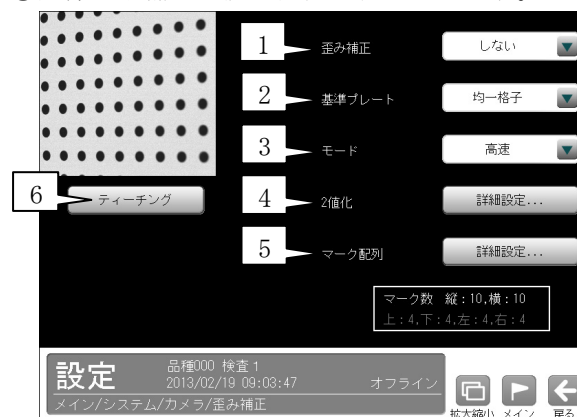 1 歪み補正 しない
2 基準プレート 均一格子
3 モード 高速
6 ティーチング
4 2値化 詳細設定...
5 マーク配列 詳細設定...
マーク数 縦:10,横:10
上:4,下:4,左:4,右:4
設定 品種000 検査1
2013/02/19 09:03:47 オフライン
メイン/システム/カメラ/歪み補正
拡大縮小 メイン 戻る